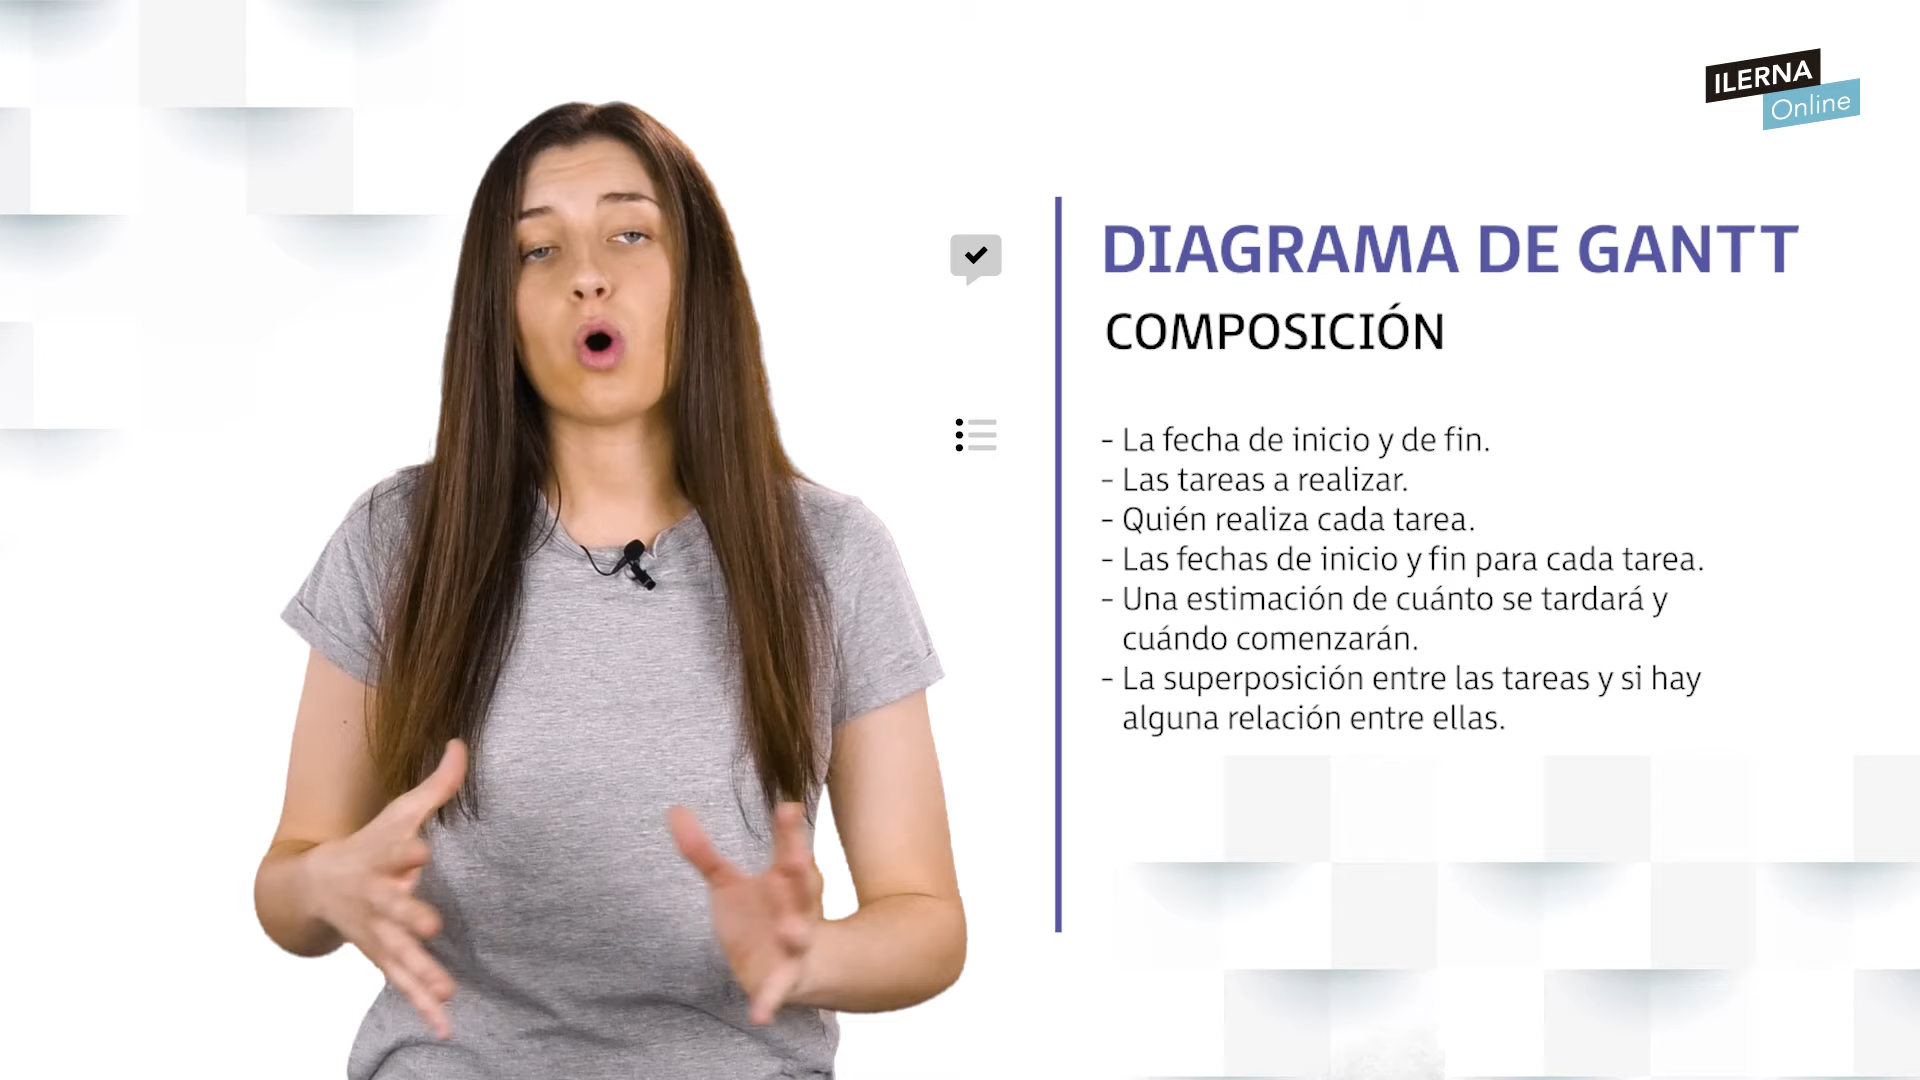 ILERNA
Online
DIAGRAMA DE GANTT
COMPOSICIÓN
- La fecha de inicio y de fin.
- Las tareas a realizar.
- Quién realiza cada tarea.
- Las fechas de inicio y fin para cada tarea.
- Una estimación de cuánto se tardará y
cuándo comenzarán.
- La superposición entre las tareas y si hay
alguna relación entre ellas.